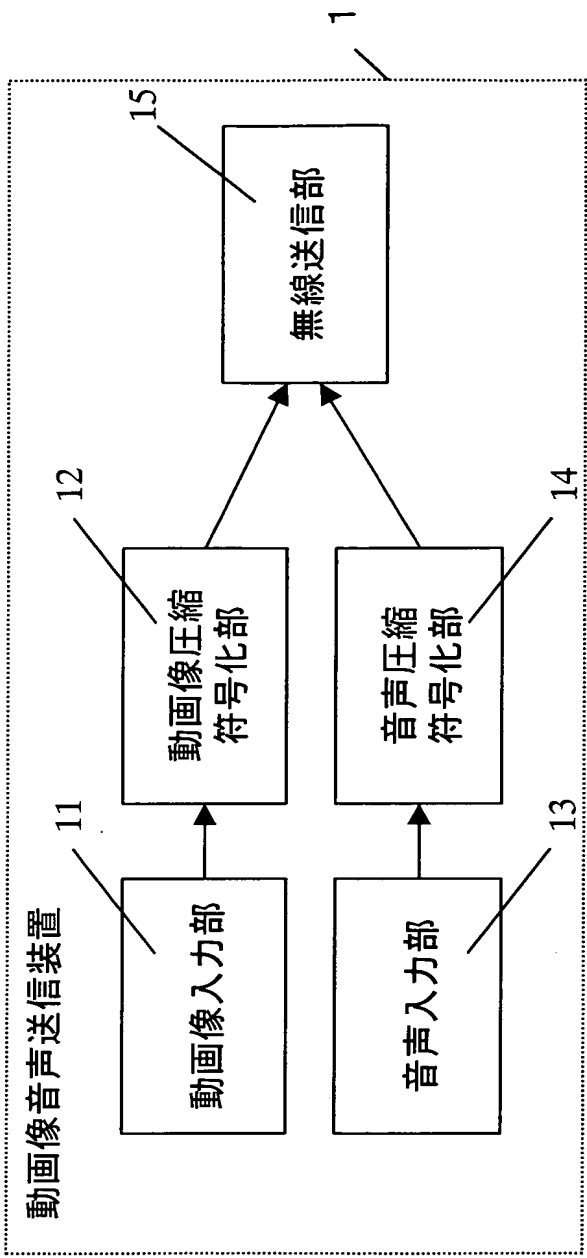 動画像音声送信装置
1
11
動画像入力部
12
動画像圧縮
符号化部
13
音声入力部
14
音声圧縮
符号化部
15
無線送信部